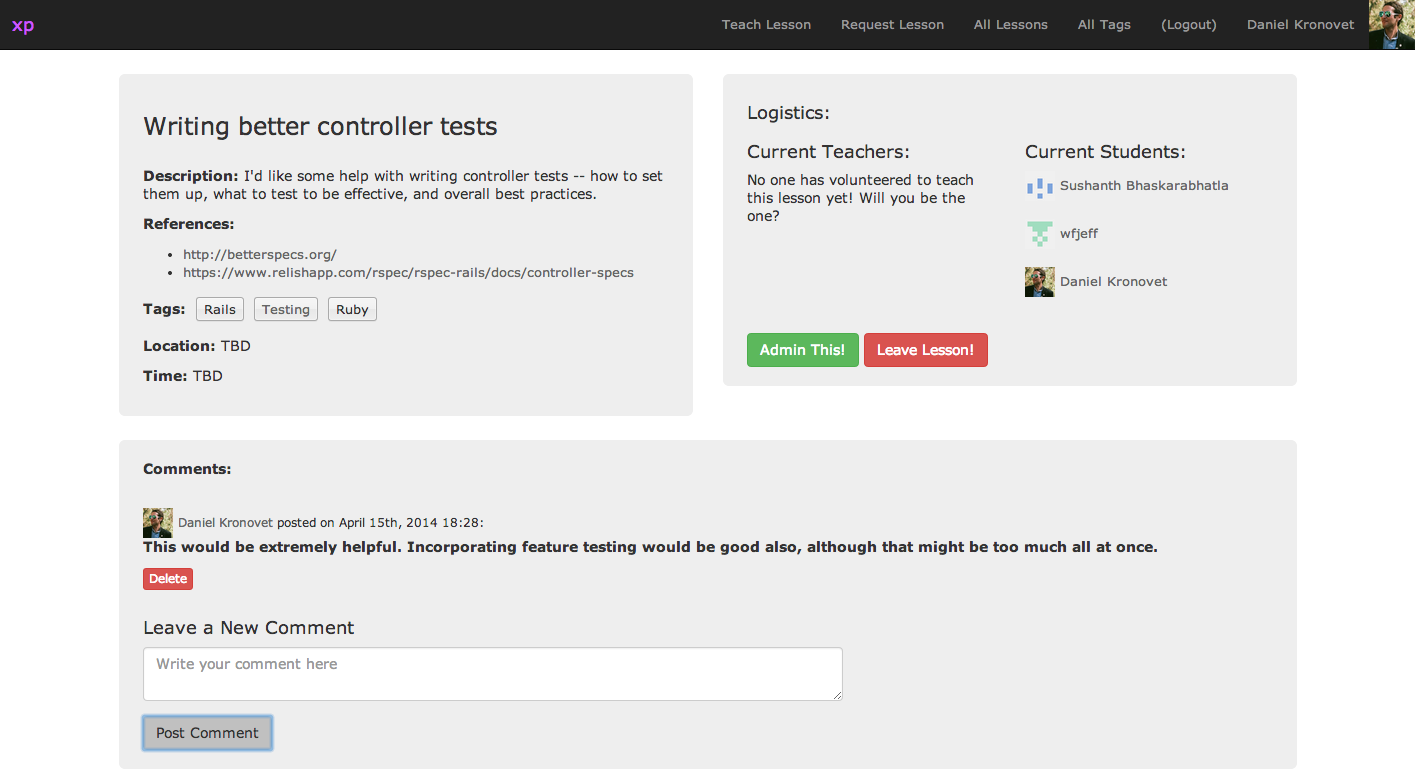 xp
Teach Lesson
Request Lesson
All Lessons
All Tags
(Logout)
Daniel Kronovet
Writing better controller tests
Description: I'd like some help with writing controller tests -- how to set
them up, what to test to be effective, and overall best practices.
References:
http://betterspecs.org/
https://www.relishapp.com/rspec/rspec-rails/docs/controller-specs
Tags: Rails Testing Ruby
Location: TBD
Time: TBD
Logistics:
Current Teachers:
No one has volunteered to teach
this lesson yet! Will you be the
one?
Current Students:
Sushanth Bhaskarabhatla
wfjeff
Daniel Kronovet
Admin This!
Leave Lesson!
Comments:
Daniel Kronovet posted on April 15th, 2014 18:28:
This would be extremely helpful. Incorporating feature testing would be good also, although that might be too much all at once.
Delete
Leave a New Comment
Write your comment here
Post Comment